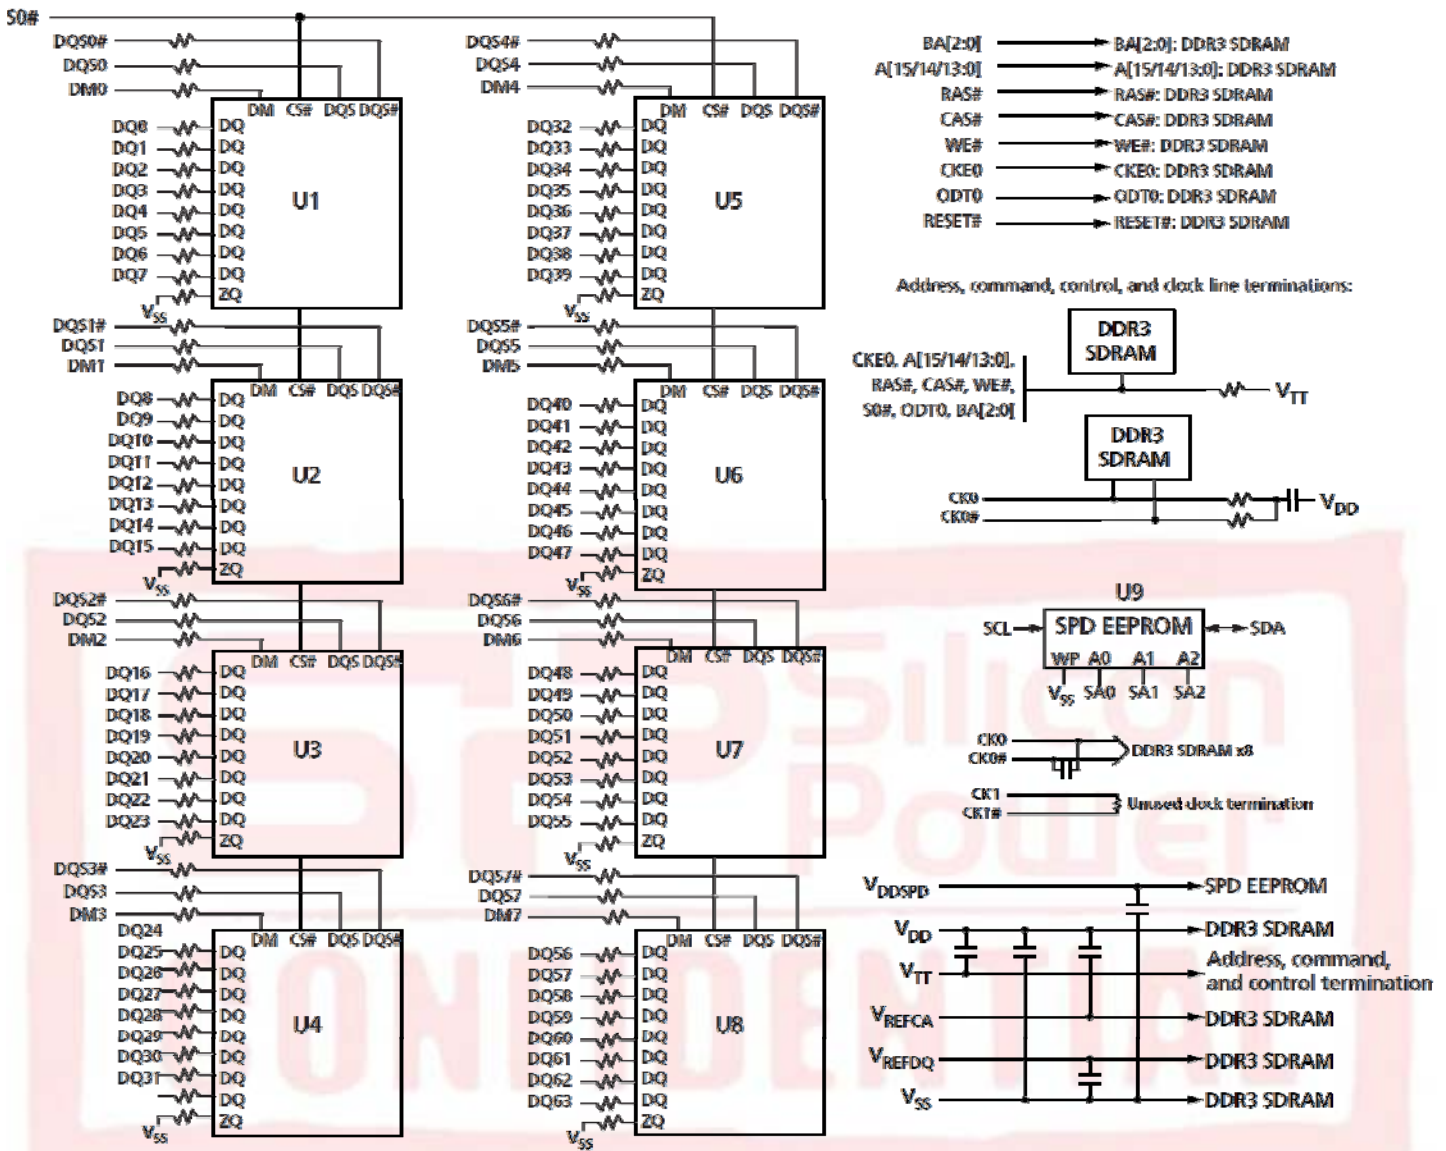 S0#
DQS0#
DQS0
DM0
DM CS# DQS DQS#
DQ0 DQ
DQ1 DQ
DQ2 DQ
DQ3 DQ
DQ4 DQ
DQ5 DQ
DQ6 DQ
DQ7 DQ
ZQ
VSS
U1
DQS1#
DQS1
DM1
DM CS# DQS DQS#
DQ8 DQ
DQ9 DQ
DQ10 DQ
DQ11 DQ
DQ12 DQ
DQ13 DQ
DQ14 DQ
DQ15 DQ
ZQ
VSS
U2
DQS2#
DQS2
DM2
DM CS# DQS DQS#
DQ16 DQ
DQ17 DQ
DQ18 DQ
DQ19 DQ
DQ20 DQ
DQ21 DQ
DQ22 DQ
DQ23 DQ
ZQ
VSS
U3
DQS3#
DQS3
DM3
DM CS# DQS DQS#
DQ24
DQ25 DQ
DQ26 DQ
DQ27 DQ
DQ28 DQ
DQ29 DQ
DQ30 DQ
DQ31 DQ
DQ
ZQ
VSS
U4
DQS4#
DQS4
DM4
DM CS# DQS DQS#
DQ32 DQ
DQ33 DQ
DQ34 DQ
DQ35 DQ
DQ36 DQ
DQ37 DQ
DQ38 DQ
DQ39 DQ
ZQ
VSS
U5
DQS5#
DQS5
DM5
DM CS# DQS DQS#
DQ40 DQ
DQ41 DQ
DQ42 DQ
DQ43 DQ
DQ44 DQ
DQ45 DQ
DQ46 DQ
DQ47 DQ
ZQ
VSS
U6
DQS6#
DQS6
DM6
DM CS# DQS DQS#
DQ48 DQ
DQ49 DQ
DQ50 DQ
DQ51 DQ
DQ52 DQ
DQ53 DQ
DQ54 DQ
DQ55 DQ
ZQ
VSS
U7
DQS7#
DQS7
DM7
DM CS# DQS DQS#
DQ56 DQ
DQ57 DQ
DQ58 DQ
DQ59 DQ
DQ60 DQ
DQ61 DQ
DQ62 DQ
DQ63 DQ
ZQ
VSS
U8
BA[2:0] BA[2:0]: DDR3 SDRAM
A[15/14/13:0] A[15/14/13:0]: DDR3 SDRAM
RAS# RAS#: DDR3 SDRAM
CAS# CAS#: DDR3 SDRAM
WE# WE#: DDR3 SDRAM
CKE0 CKE0: DDR3 SDRAM
ODT0 ODT0: DDR3 SDRAM
RESET# RESET#: DDR3 SDRAM
Address, command, control, and clock line terminations:
DDR3
SDRAM
CKE0, A[15/14/13:0],
RAS#, CAS#, WE#,
S0#, ODT0, BA[2:0]
VTT
DDR3
SDRAM
CK0
CK0#
VDD
U9
SCL SPD EEPROM SDA
WP A0 A1 A2
VSS SA0 SA1 SA2
CK0
CK0#
DDR3 SDRAM x8
CK1
CK1#
Unused clock termination
VDDSPD SPD EEPROM
VDD DDR3 SDRAM
VTT Address, command,
and control termination
VREFCA DDR3 SDRAM
VREFDQ DDR3 SDRAM
VSS DDR3 SDRAM
SP Silicon
Power
CONFIDENTIAL